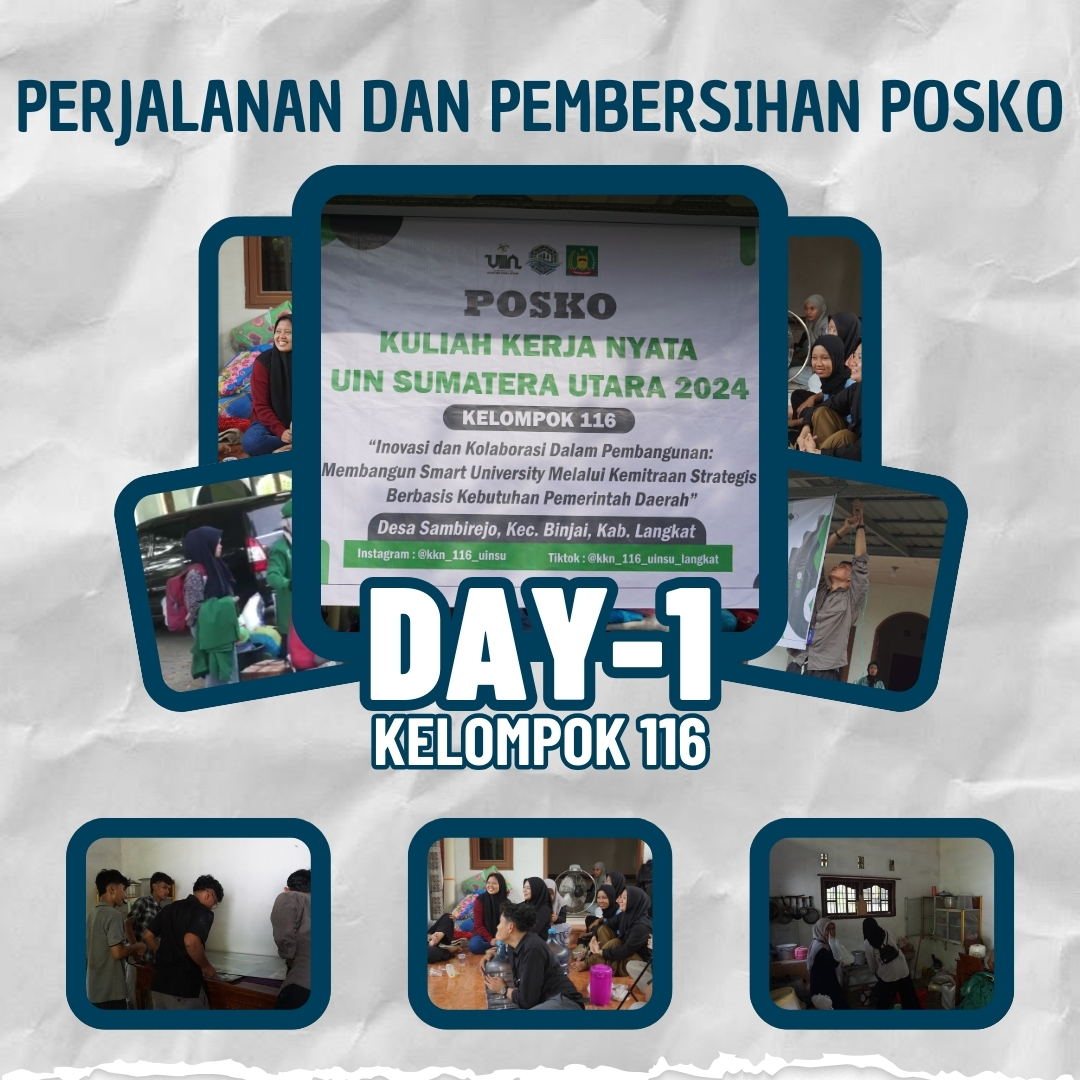 PERJALANAN DAN PEMBERSIHAN POSKO
UIN
POSKO
KULIAH KERJA NYATA
UIN SUMATERA UTARA 2024
KELOMPOK 116
“Inovasi dan Kolaborasi Dalam Pembangunan:
Membangun Smart University Melalui Kemitraan Strategis
Berbasis Kebutuhan Pemerintah Daerah”
Desa Sambirejo, Kec. Binjai, Kab. Langkat
Instagram : @kkn_116_uinsu Tiktok : @kkn_116_uinsu_langkat
DAY-1
KELOMPOK 116